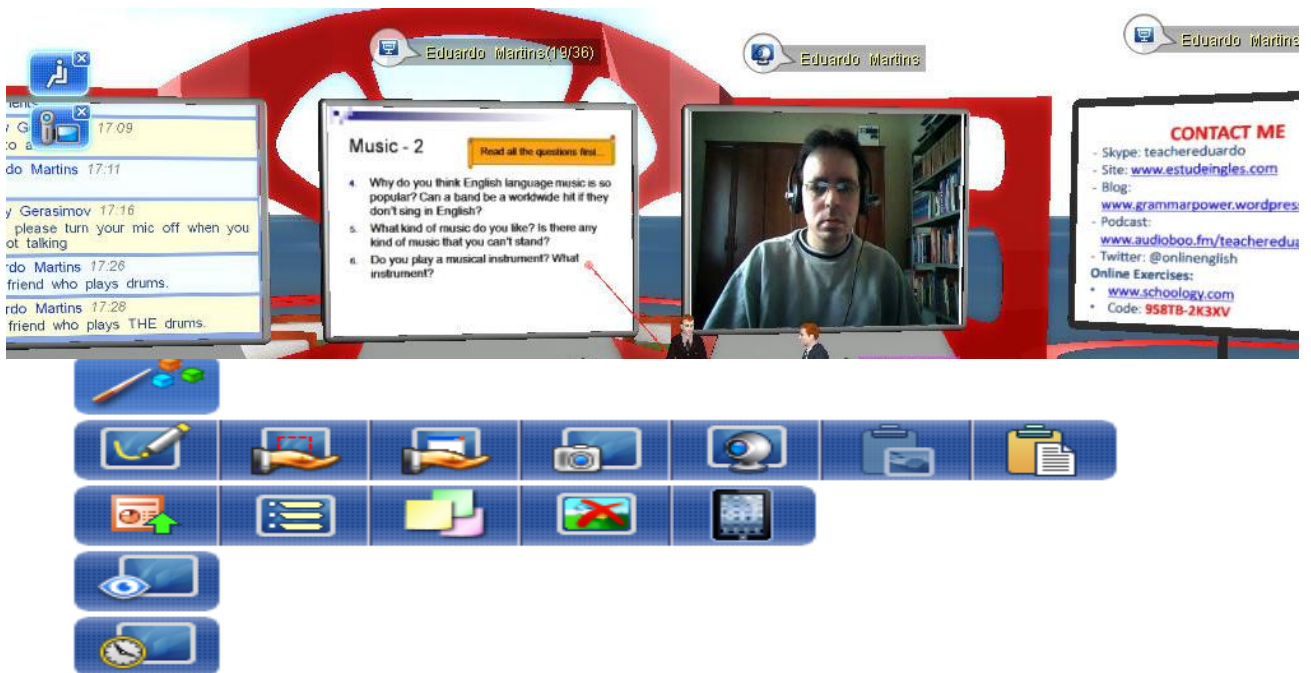 Eduardo Martins(19/36)
Eduardo Martins
Eduardo Martins
17:09
do Martins 17:11
y Gerasimov 17:16
please turn your mic off when you
ot talking
rdo Martins 17:26
friend who plays drums.
rdo Martins 17:28
friend who plays THE drums.
Music - 2
Read all the questions first...
4. Why do you think English language music is so
popular? Can a band be a worldwide hit if they
don't sing in English?
5. What kind of music do you like? Is there any
kind of music that you can't stand?
6. Do you play a musical instrument? What
instrument?
CONTACT ME
- Skype: teachereduardo
- Site: www.estudeingles.com
- Blog:
www.grammarpower.wordpress
- Podcast:
www.audioboo.fm/teacheredua
- Twitter: @onlinenglish
Online Exercises:
• www.schoology.com
• Code: 958TB-2K3XV